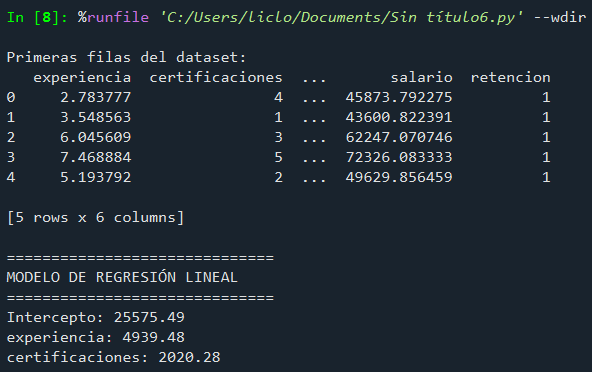 In [8]: %runfile 'C:/Users/liclo/Documents/Sin título6.py' --wdir
Primeras filas del dataset:
experiencia certificaciones ... salario retencion
0 2.783777 4 ... 45873.792275 1
1 3.548563 1 ... 43600.822391 1
2 6.045609 3 ... 62247.070746 1
3 7.468884 5 ... 72326.083333 1
4 5.193792 2 ... 49629.856459 1
[5 rows x 6 columns]
==============================
MODELO DE REGRESIÓN LINEAL
==============================
Intercepto: 25575.49
experiencia: 4939.48
certificaciones: 2020.28